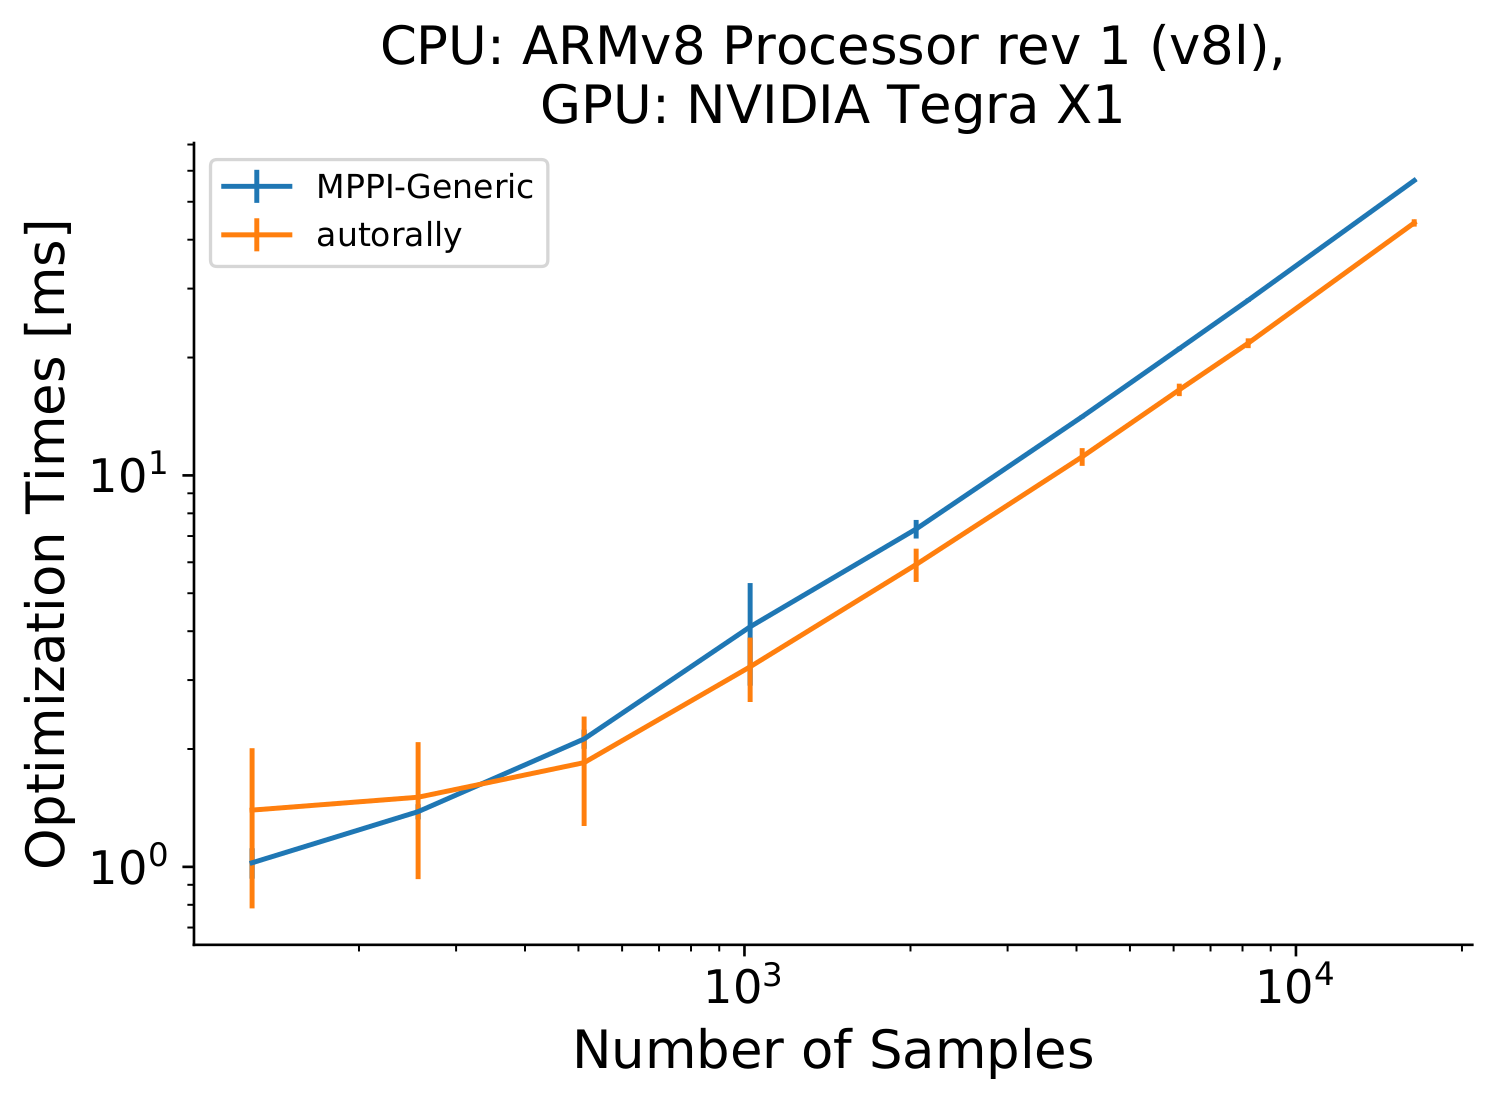 CPU: ARMv8 Processor rev 1 (v8l),
GPU: NVIDIA Tegra X1
MPPI-Generic
autorally
Optimization Times [ms]
10¹
10⁰
10³ 10⁴
Number of Samples